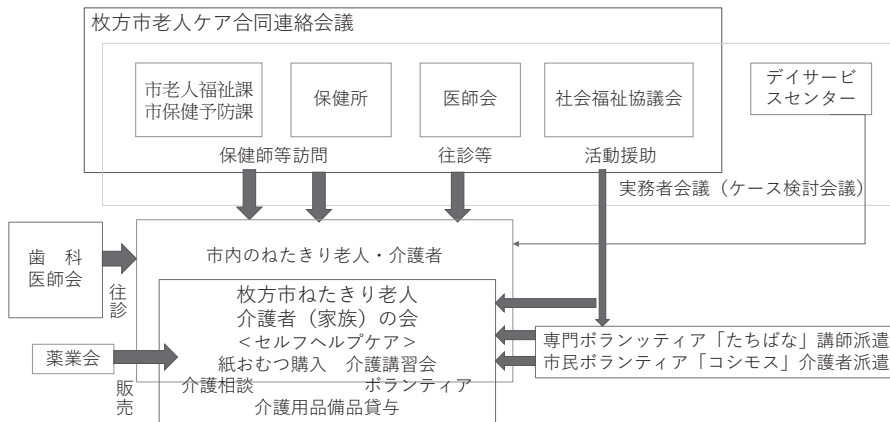 枚方市老人ケア合同連絡会議
市老人福祉課
市保健予防課
保健所
医師会
社会福祉協議会
デイサービ
スセンター
保健師等訪問
往診等
活動援助
実務者会議（ケース検討会議）
歯　科
医師会
往診
市内のねたきり老人・介護者
枚方市ねたきり老人
介護者（家族）の会
＜セルフヘルプケア＞
紙おむつ購入　介護講習会
介護相談　ボランティア
介護用品備品貸与
薬業会
販売
専門ボランッティア「たちばな」講師派遣
市民ボランティア「コシモス」介護者派遣